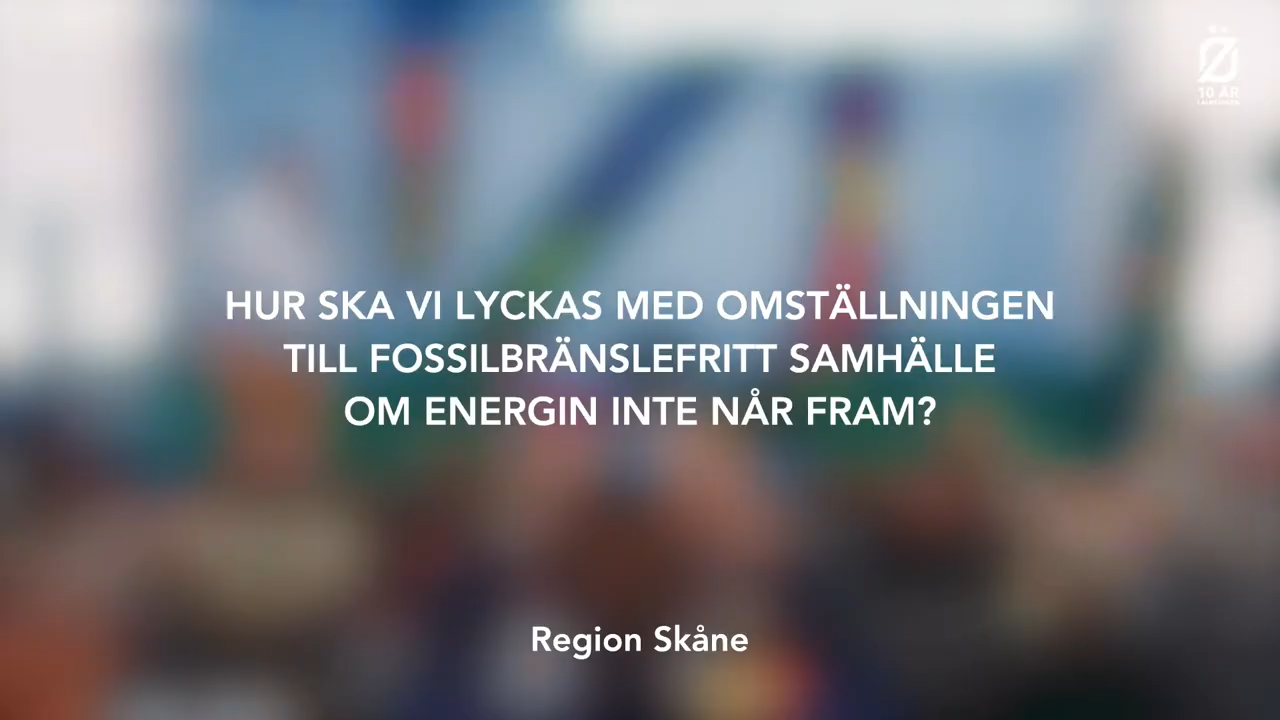 10 ÅR
HUR SKA VI LYCKAS MED OMSTÄLLNINGEN
TILL FOSSILBRÄNSLEFRITT SAMHÄLLE
OM ENERGIN INTE NÅR FRAM?
Region Skåne